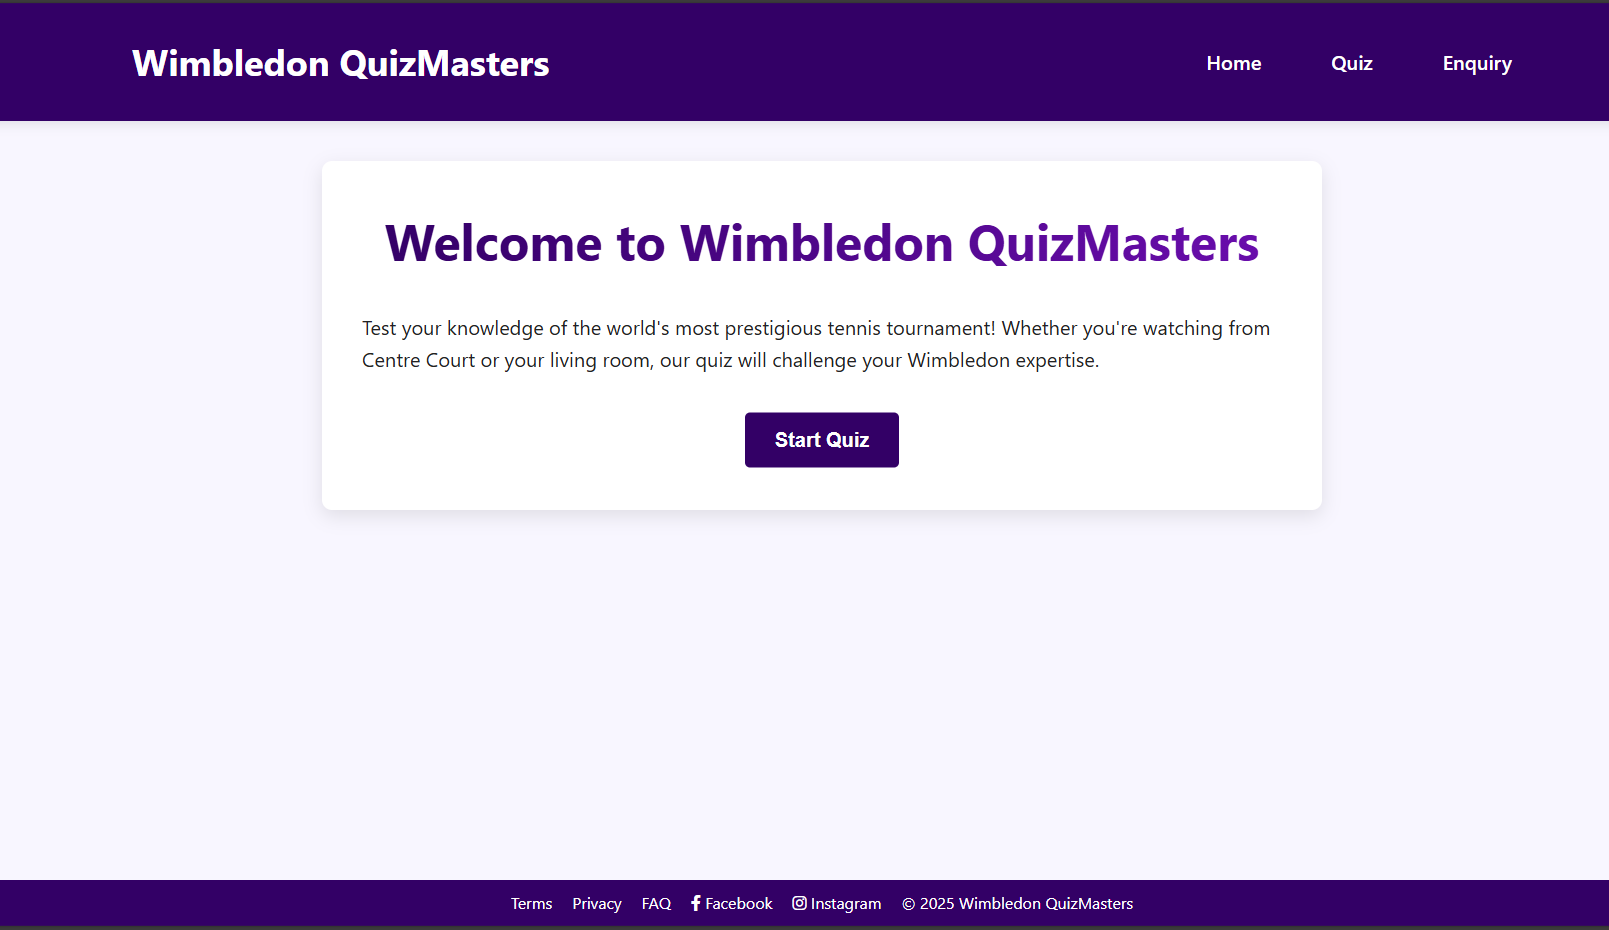 Wimbledon QuizMasters
Home Quiz Enquiry
Welcome to Wimbledon QuizMasters
Test your knowledge of the world's most prestigious tennis tournament! Whether you're watching from
Centre Court or your living room, our quiz will challenge your Wimbledon expertise.
Start Quiz
Terms Privacy FAQ Facebook Instagram © 2025 Wimbledon QuizMasters